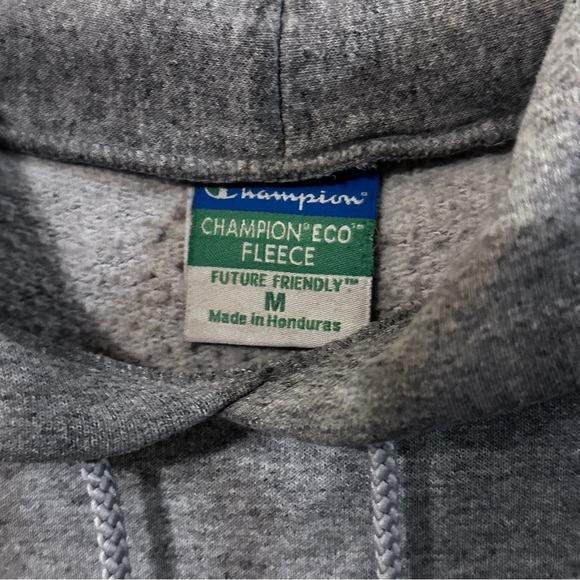 Champion®
CHAMPION® ECO™
FLEECE
FUTURE FRIENDLY™
M
Made in Honduras